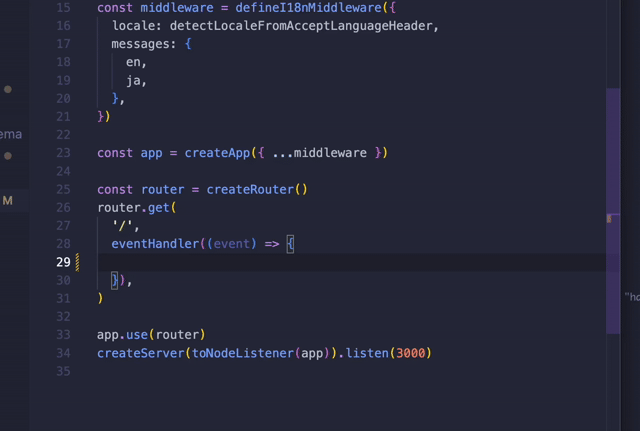 15 const middleware = defineI18nMiddleware({
16 locale: detectLocaleFromAcceptLanguageHeader,
17 messages: {
18 en,
19 ja,
20 },
21 })
22
ema
23 const app = createApp({ ...middleware })
24
25 const router = createRouter()
M
26 router.get(
27 '/',
28 eventHandler((event) => {
29
30 }),
31 )
32
33 app.use(router)
34 createServer(toNodeListener(app)).listen(3000)
35